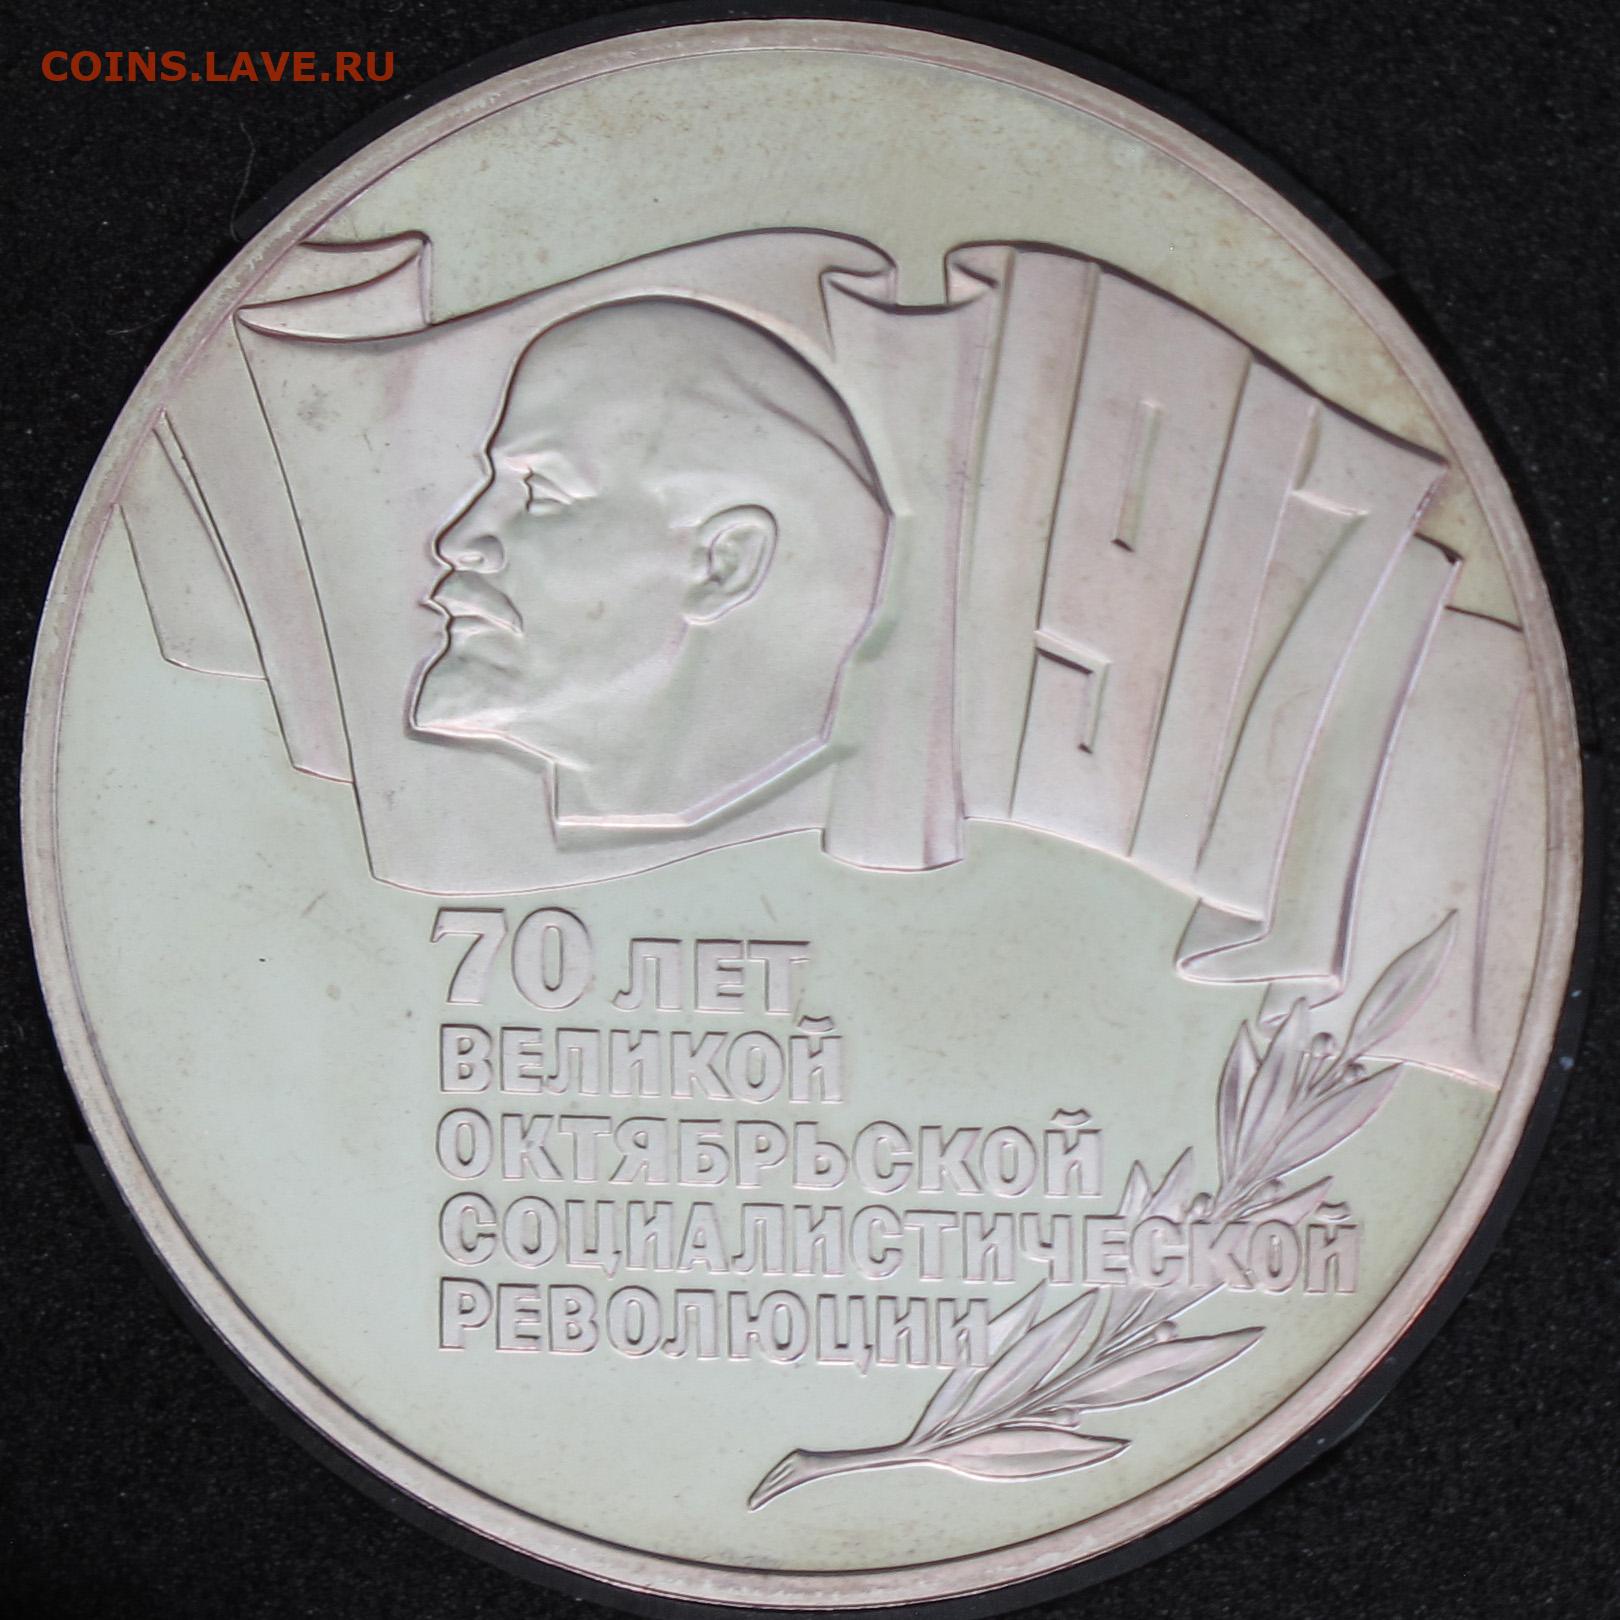 COINS.LAVE.RU
1917
70 ЛЕТ
ВЕЛИКОЙ
ОКТЯБРЬСКОЙ
СОЦИАЛИСТИЧЕСКОЙ
РЕВОЛЮЦИИ